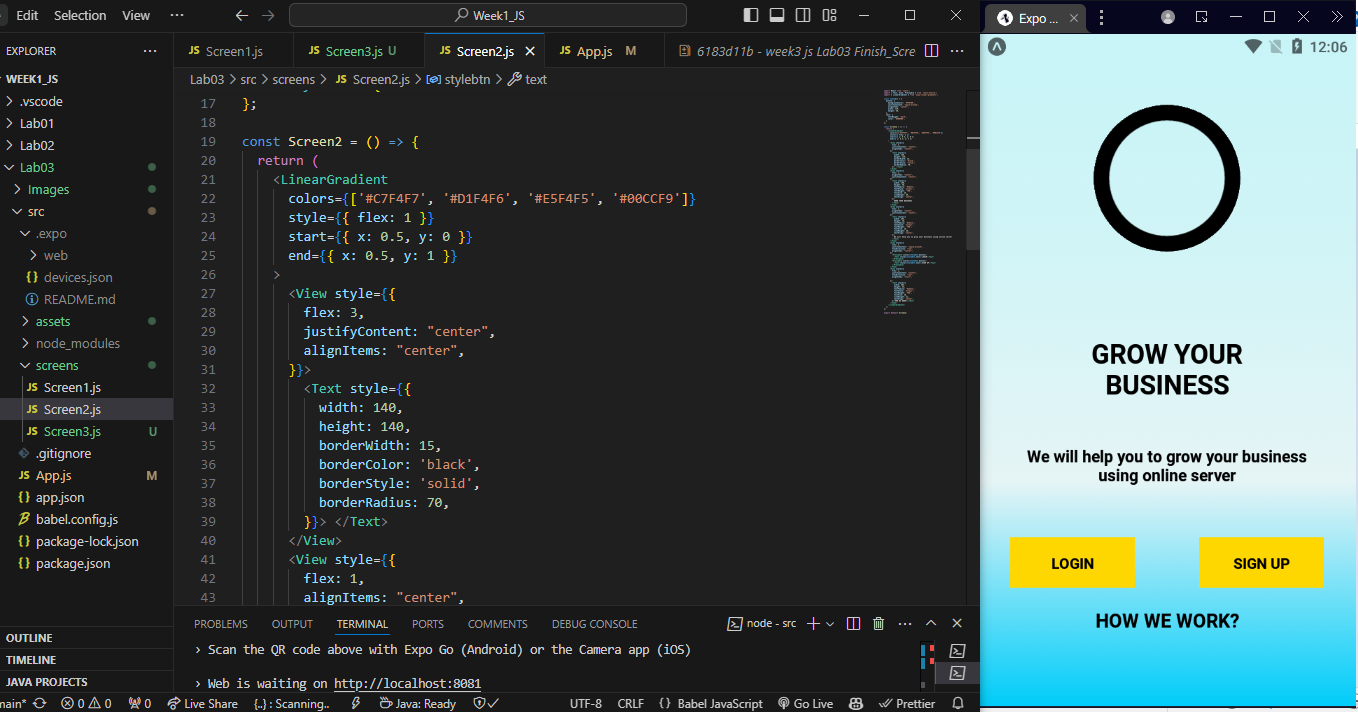 Edit Selection View ··· Week1_JS
EXPLORER ···
WEEK1_JS
.vscode
Lab01
Lab02
Lab03
Images
src
.expo
web
{} devices.json
README.md
assets
node_modules
screens
JS Screen1.js
JS Screen2.js
JS Screen3.js U
.gitignore
JS App.js M
{} app.json
babel.config.js
{} package-lock.json
{} package.json
OUTLINE
TIMELINE
JAVA PROJECTS
JS Screen1.js JS Screen3.js U JS Screen2.js JS App.js M 6183d11b - week3 js Lab03 Finish_Scre ···
Lab03 > src > screens > JS Screen2.js > stylebtn > text
17 };
18
19 const Screen2 = () => {
20 return (
21 <LinearGradient
22 colors={['#C7F4F7', '#D1F4F6', '#E5F4F5', '#00CCF9']}
23 style={{ flex: 1 }}
24 start={{ x: 0.5, y: 0 }}
25 end={{ x: 0.5, y: 1 }}
26 >
27 <View style={{
28 flex: 3,
29 justifyContent: "center",
30 alignItems: "center",
31 }}>
32 <Text style={{
33 width: 140,
34 height: 140,
35 borderWidth: 15,
36 borderColor: 'black',
37 borderStyle: 'solid',
38 borderRadius: 70,
39 }}> </Text>
40 </View>
41 <View style={{
42 flex: 1,
43 alignItems: "center",
PROBLEMS OUTPUT TERMINAL PORTS COMMENTS DEBUG CONSOLE node - src ···
› Scan the QR code above with Expo Go (Android) or the Camera app (iOS)
› Web is waiting on http://localhost:8081
main* 0 0 0 Live Share {..} : Scanning.. Java: Ready UTF-8 CRLF {} Babel JavaScript Go Live Prettier
Expo ...
12:06
GROW YOUR
BUSINESS
We will help you to grow your business
using online server
LOGIN SIGN UP
HOW WE WORK?